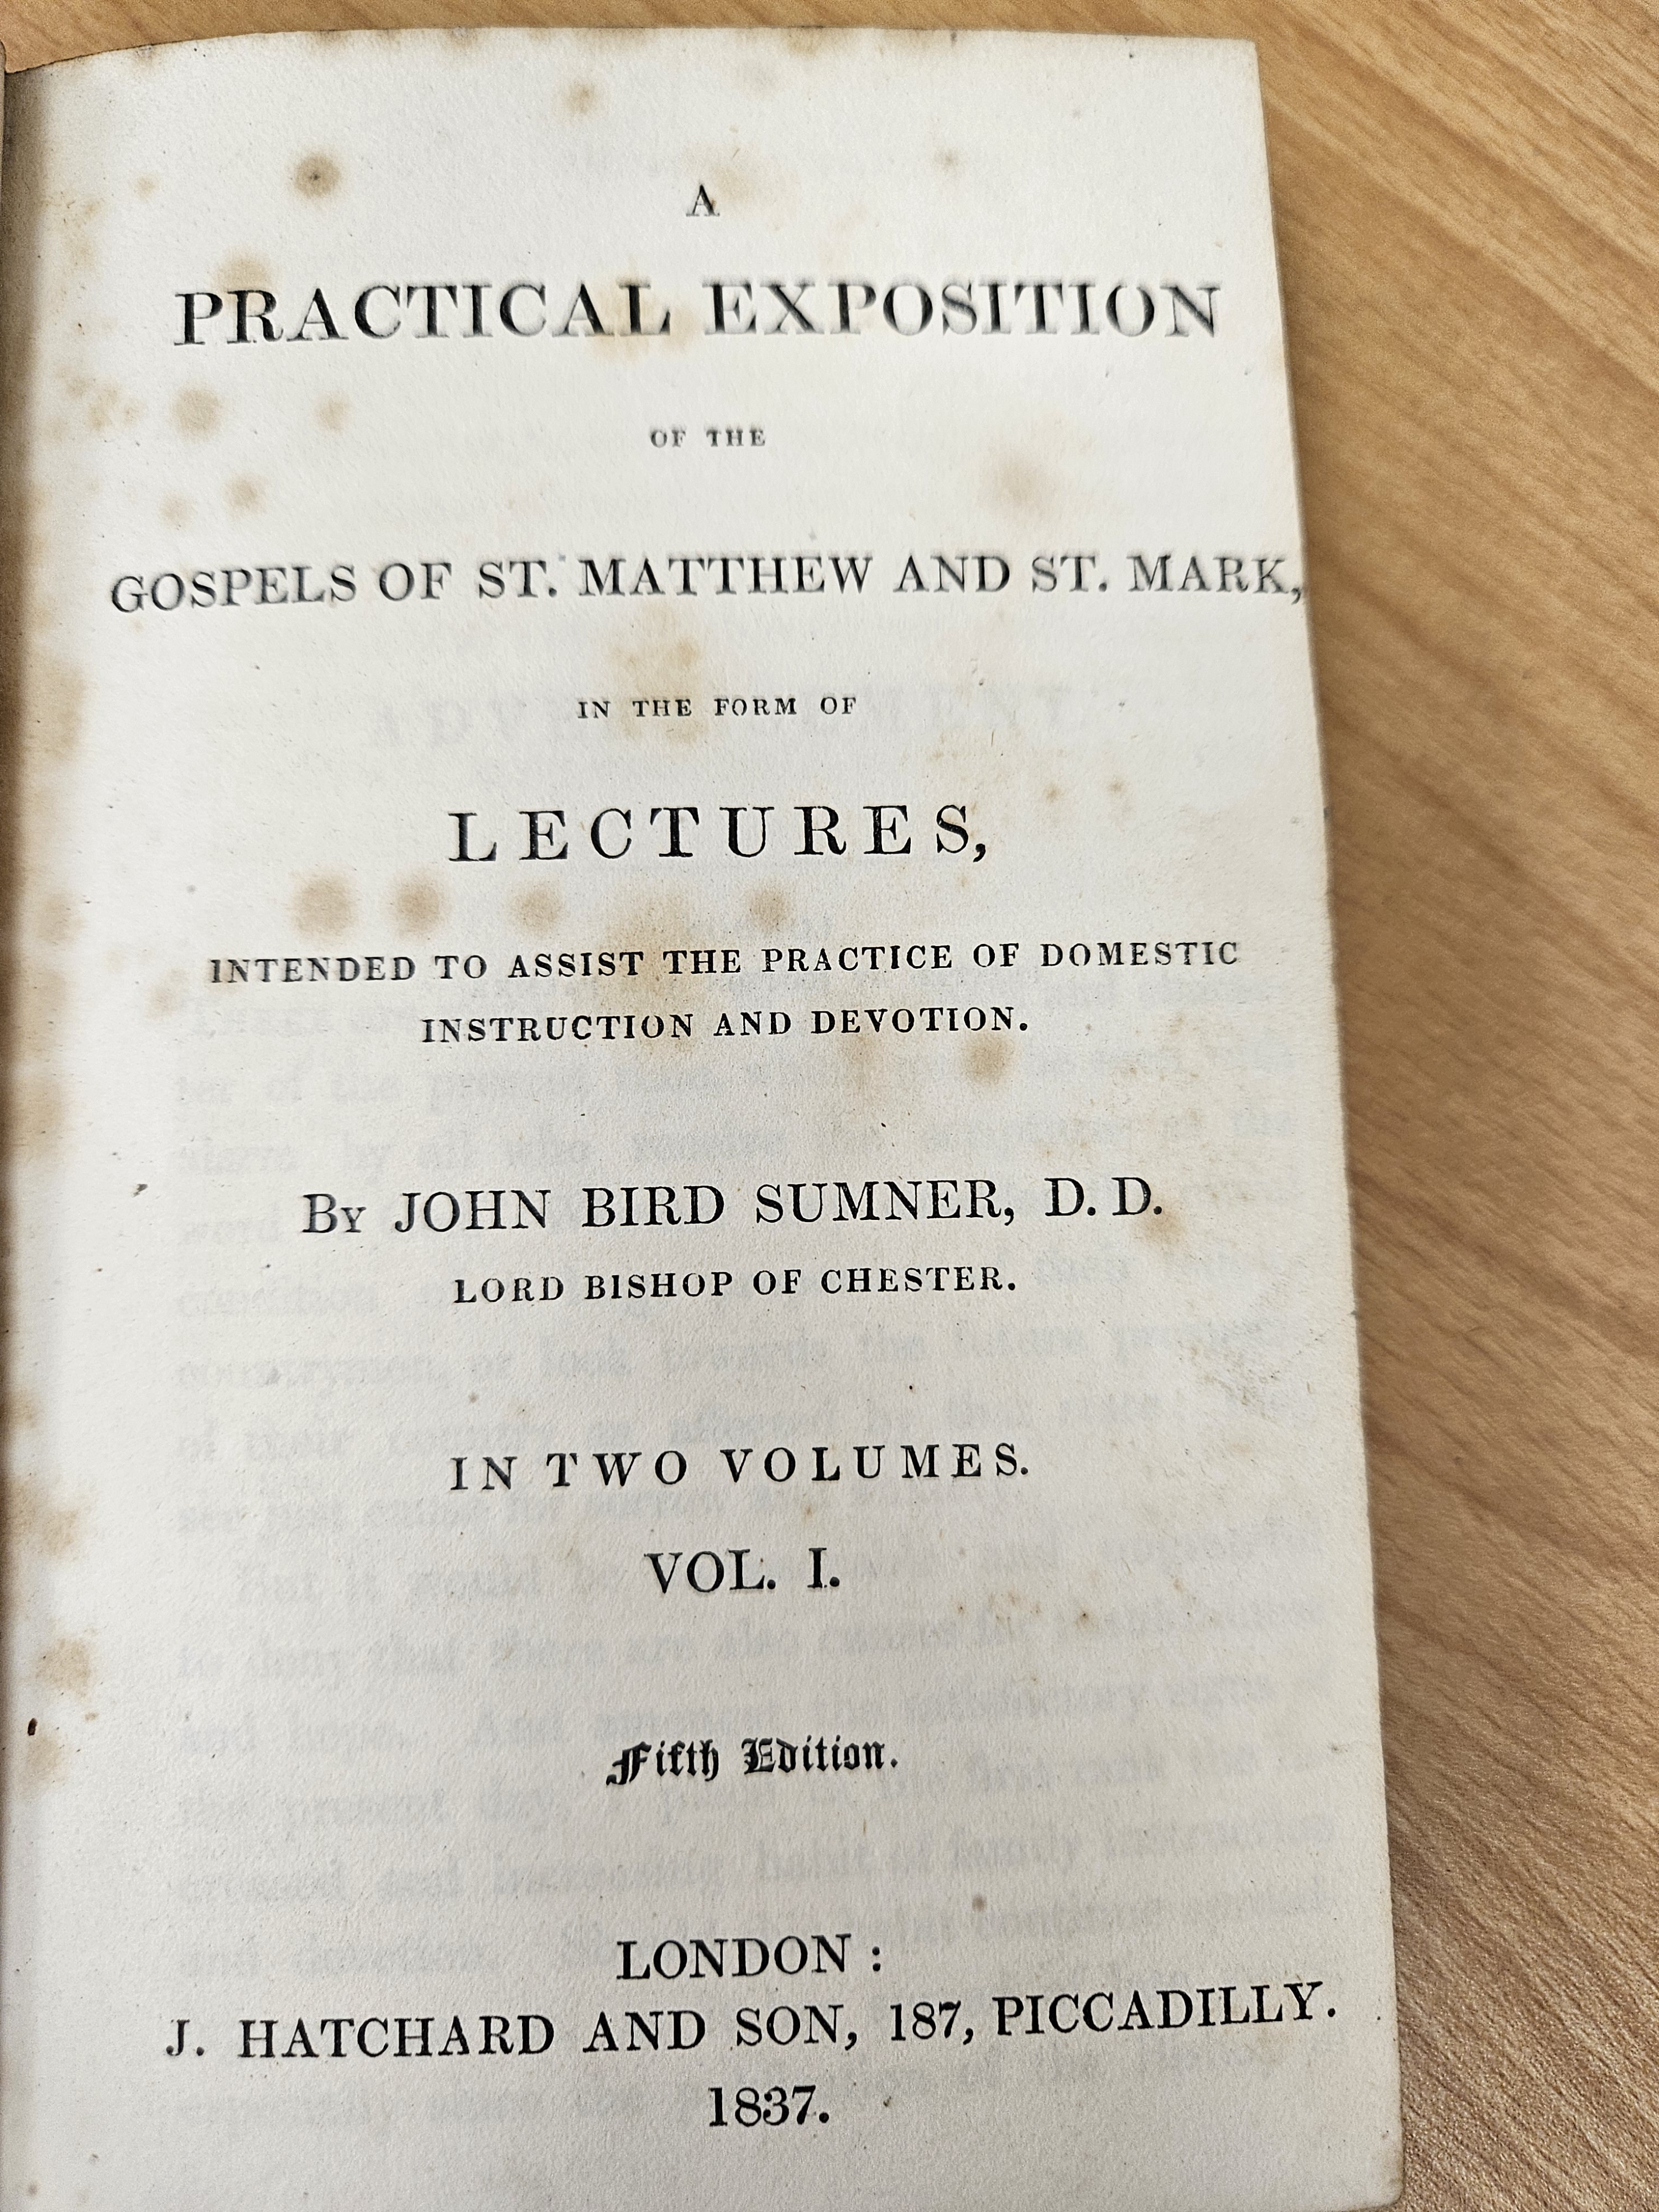 A
PRACTICAL EXPOSITION
OF THE
GOSPELS OF ST. MATTHEW AND ST. MARK,
IN THE FORM OF
LECTURES,
INTENDED TO ASSIST THE PRACTICE OF DOMESTIC
INSTRUCTION AND DEVOTION.
BY JOHN BIRD SUMNER, D. D.
LORD BISHOP OF CHESTER.
IN TWO VOLUMES.
VOL. I.
Fifth Edition.
LONDON :
J. HATCHARD AND SON, 187, PICCADILLY.
1837.